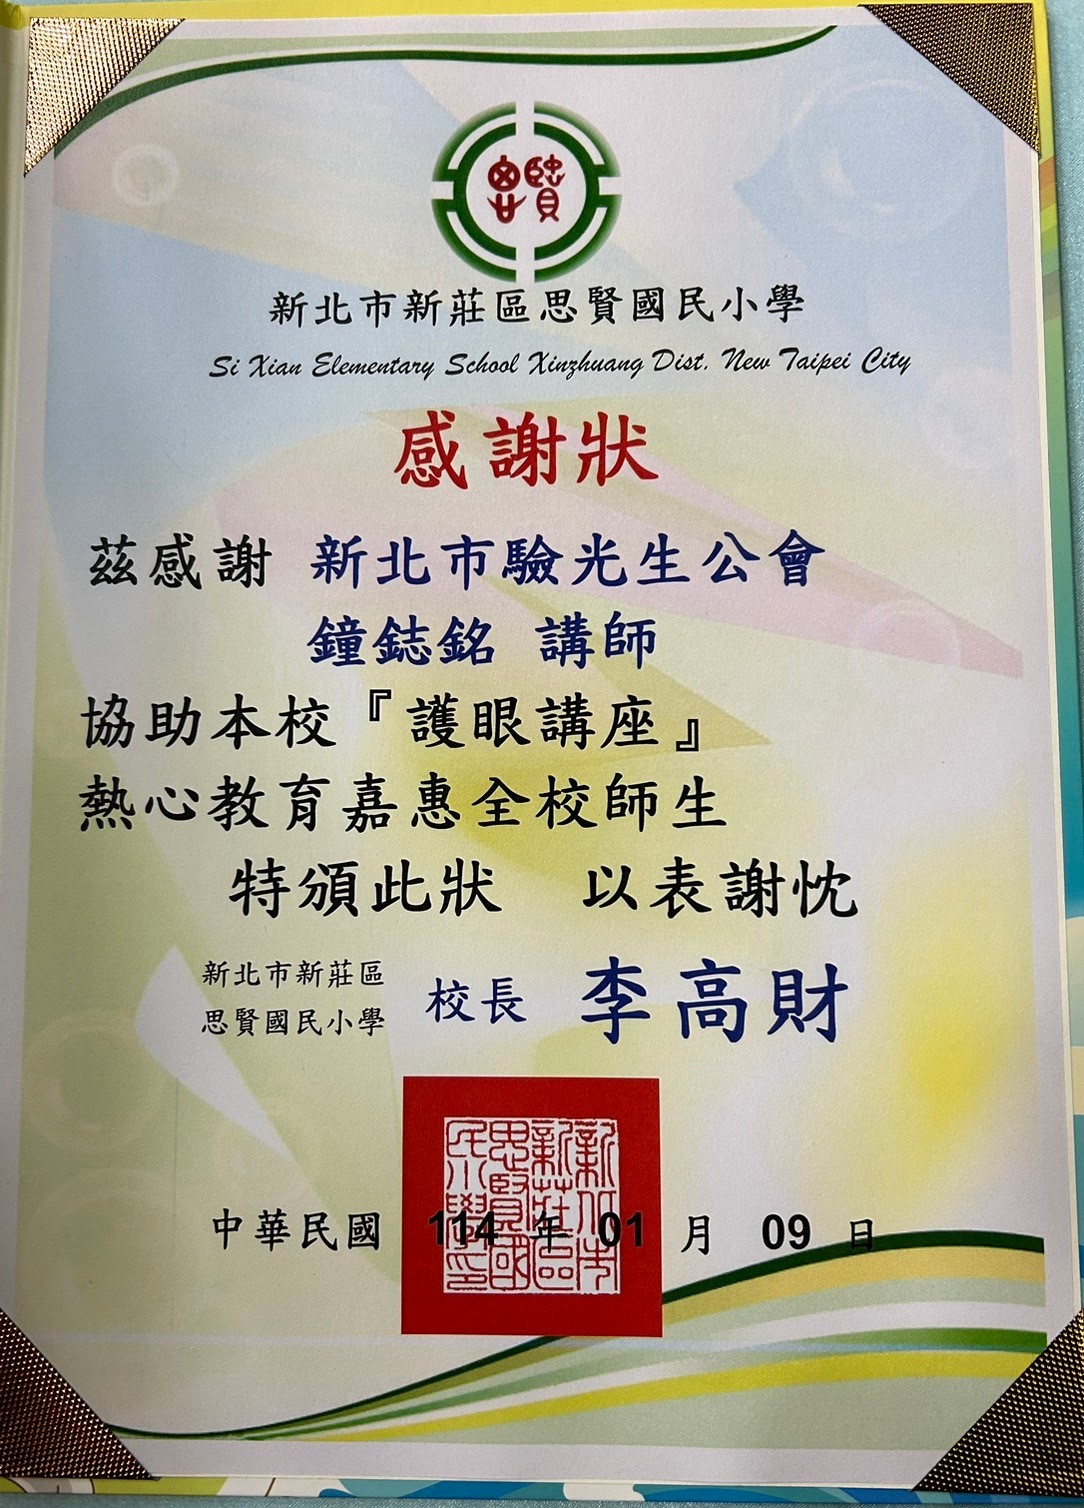 思賢
新北市新莊區思賢國民小學
Si Xian Elementary School Xinzhuang Dist. New Taipei City
感謝狀
茲感謝 新北市驗光生公會
鐘鋕銘 講師
協助本校『護眼講座』
熱心教育嘉惠全校師生
特頒此狀 以表謝忱
新北市新莊區
思賢國民小學
校長 李高財
新北市
新莊區
思賢國
民小學印
中華民國 114 年 01 月 09 日